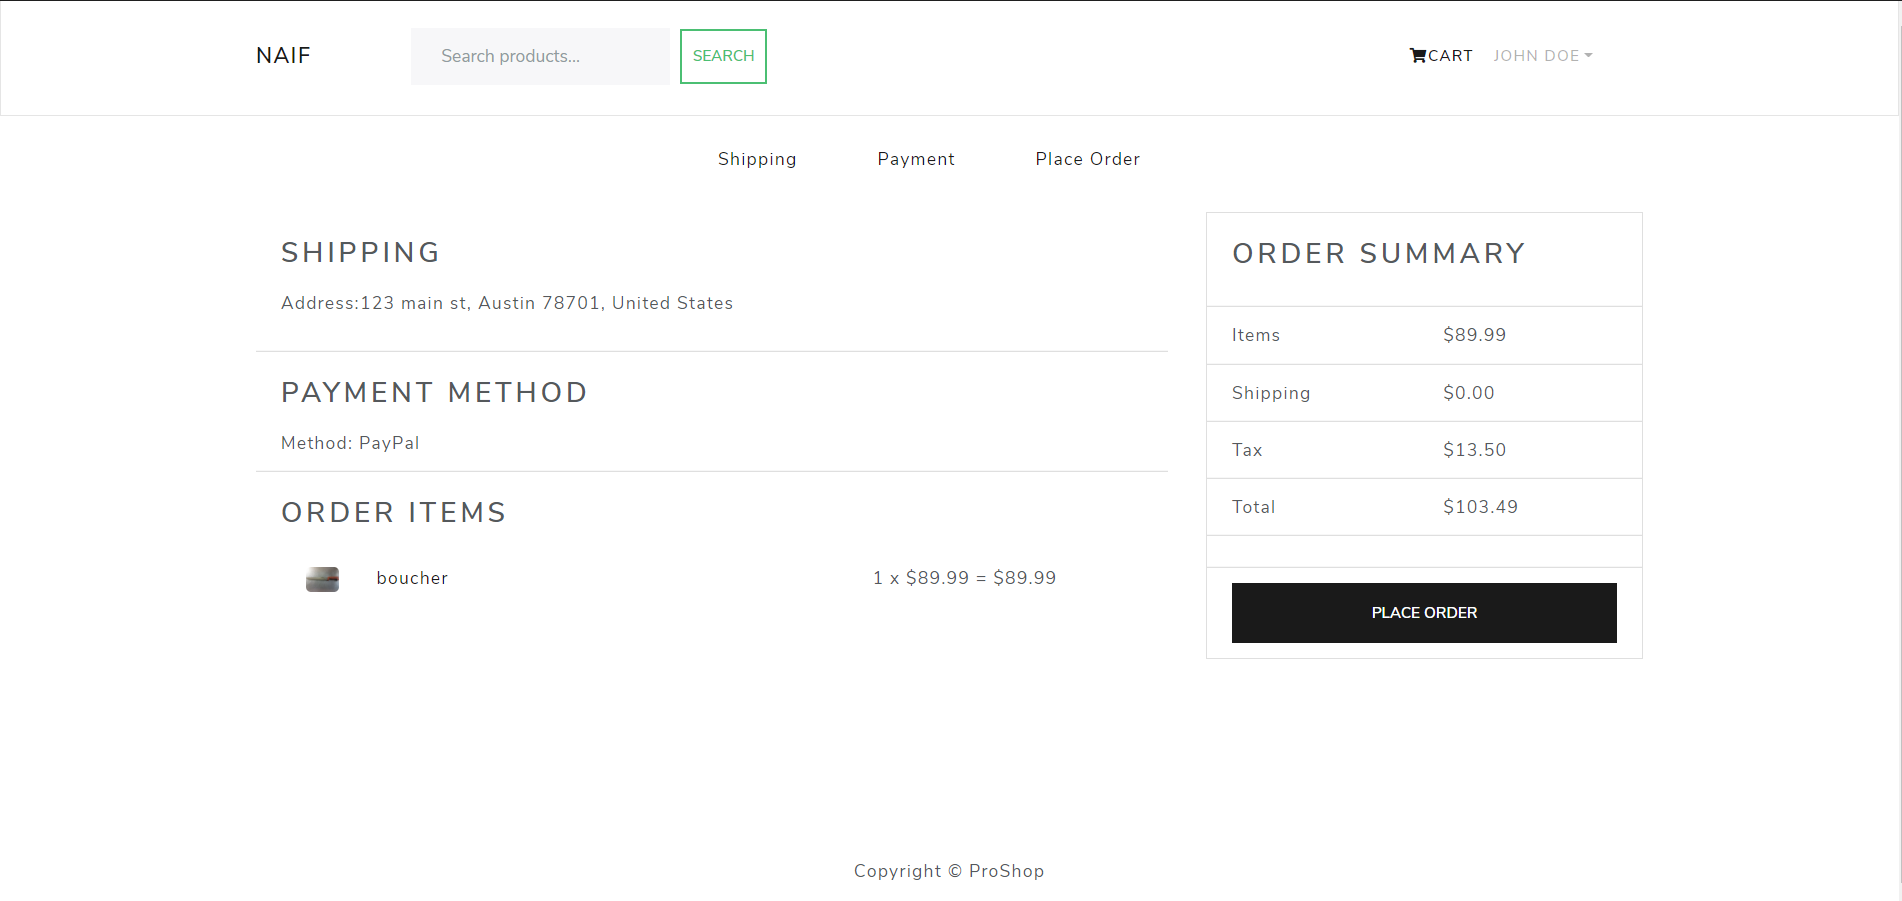 NAIF
Search products...
SEARCH
CART
JOHN DOE
Shipping
Payment
Place Order
SHIPPING
Address:123 main st, Austin 78701, United States
PAYMENT METHOD
Method: PayPal
ORDER ITEMS
boucher
1 x $89.99 = $89.99
ORDER SUMMARY
Items $89.99
Shipping $0.00
Tax $13.50
Total $103.49
PLACE ORDER
Copyright © ProShop